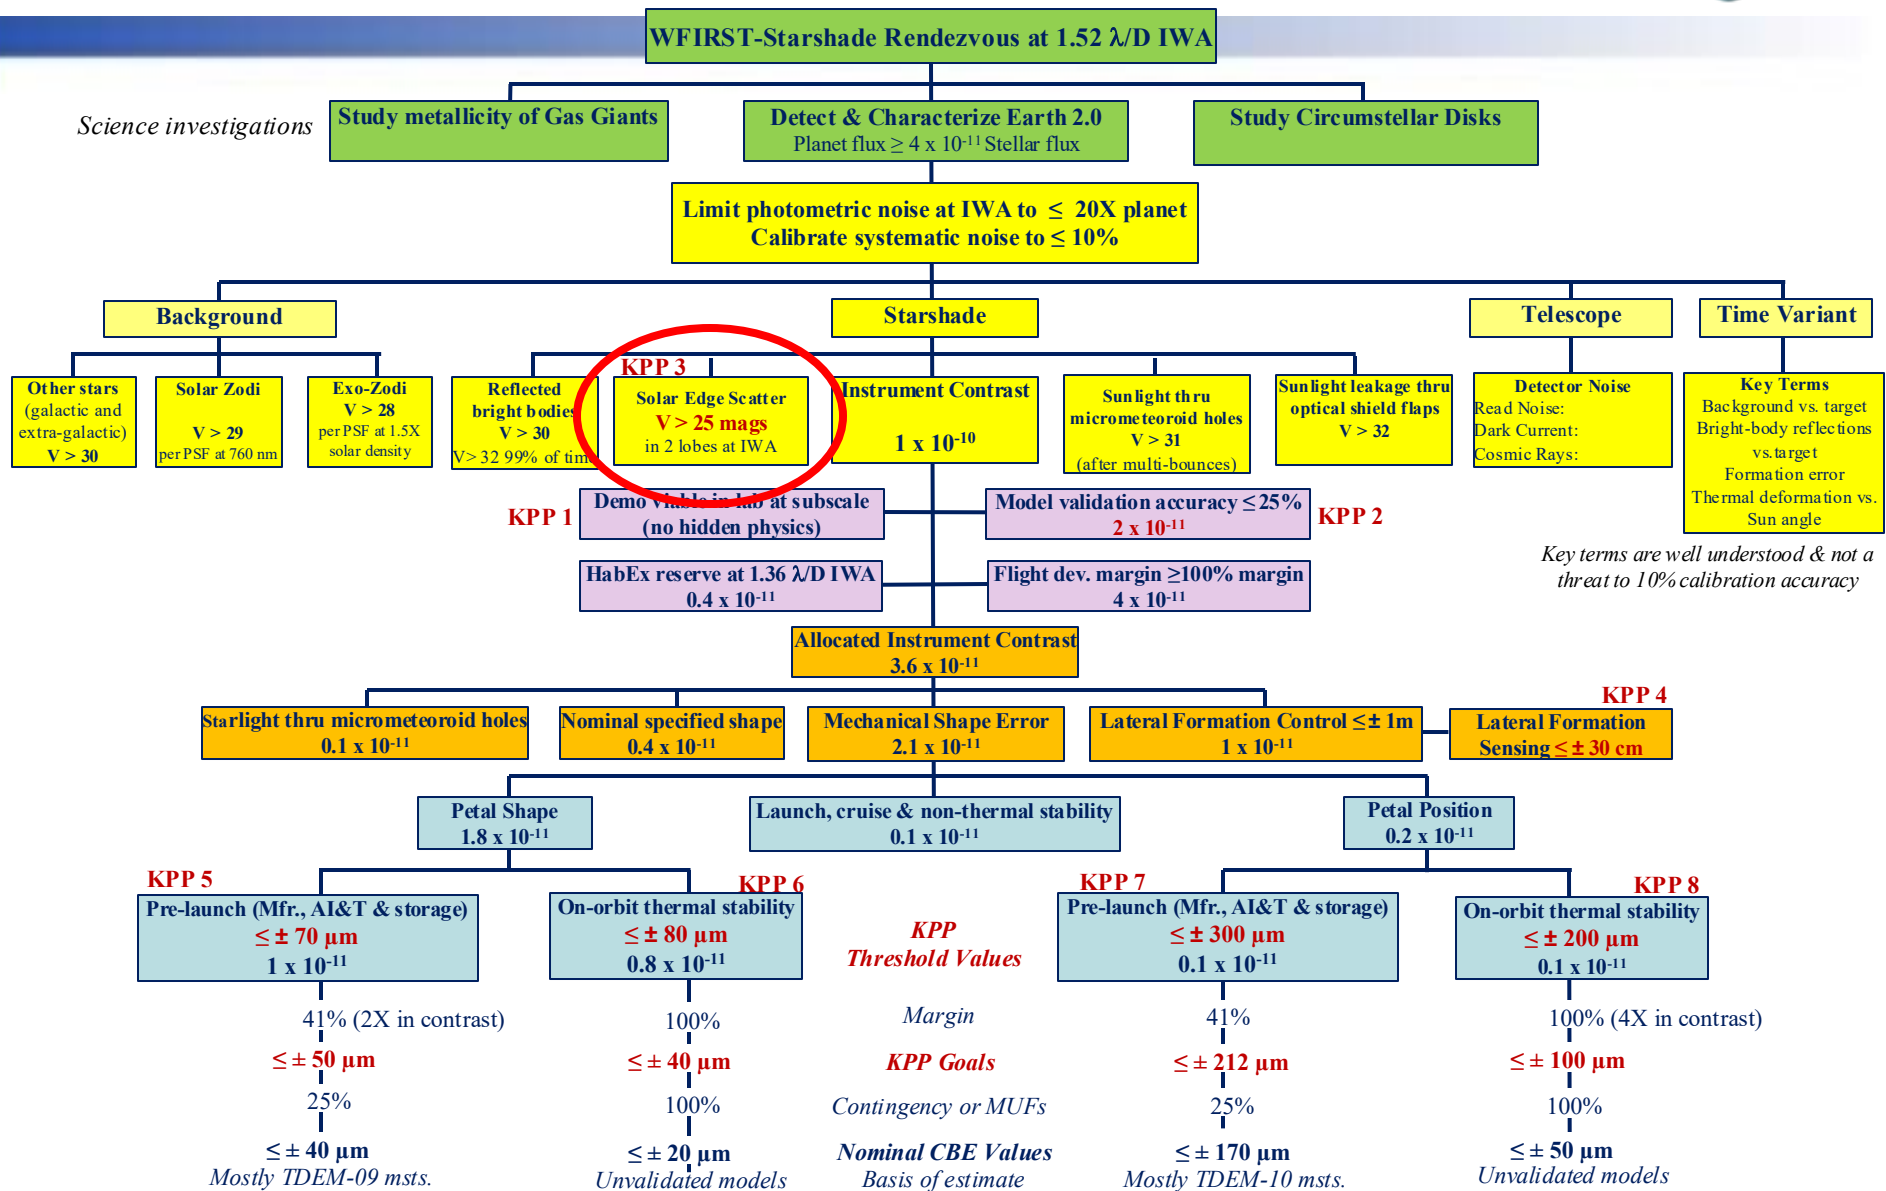 WFIRST-Starshade Rendezvous at 1.52 λ/D IWA
Science investigations
Study metallicity of Gas Giants
Detect & Characterize Earth 2.0
Planet flux ≥ 4 x 10⁻¹¹ Stellar flux
Study Circumstellar Disks
Limit photometric noise at IWA to ≤ 20X planet
Calibrate systematic noise to ≤ 10%
Background
Starshade
Telescope
Time Variant
Other stars
(galactic and
extra-galactic)
V > 30
Solar Zodi
V > 29
per PSF at 760 nm
Exo-Zodi
V > 28
per PSF at 1.5X
solar density
Reflected
bright bodies
V > 30
V> 32 99% of time
KPP 3
Solar Edge Scatter
V > 25 mags
in 2 lobes at IWA
Instrument Contrast
1 x 10⁻¹⁰
Sunlight thru
micrometeoroid holes
V > 31
(after multi-bounces)
Sunlight leakage thru
optical shield flaps
V > 32
Detector Noise
Read Noise:
Dark Current:
Cosmic Rays:
Key Terms
Background vs. target
Bright-body reflections
vs.target
Formation error
Thermal deformation vs.
Sun angle
Key terms are well understood & not a
threat to 10% calibration accuracy
KPP 1
Demo viable in lab at subscale
(no hidden physics)
Model validation accuracy ≤ 25%
2 x 10⁻¹¹
KPP 2
HabEx reserve at 1.36 λ/D IWA
0.4 x 10⁻¹¹
Flight dev. margin ≥100% margin
4 x 10⁻¹¹
Allocated Instrument Contrast
3.6 x 10⁻¹¹
Starlight thru micrometeoroid holes
0.1 x 10⁻¹¹
Nominal specified shape
0.4 x 10⁻¹¹
Mechanical Shape Error
2.1 x 10⁻¹¹
Lateral Formation Control ≤ ± 1m
1 x 10⁻¹¹
KPP 4
Lateral Formation
Sensing ≤ ± 30 cm
Petal Shape
1.8 x 10⁻¹¹
Launch, cruise & non-thermal stability
0.1 x 10⁻¹¹
Petal Position
0.2 x 10⁻¹¹
KPP 5
Pre-launch (Mfr., AI&T & storage)
≤ ± 70 µm
1 x 10⁻¹¹
KPP 6
On-orbit thermal stability
≤ ± 80 µm
0.8 x 10⁻¹¹
KPP
Threshold Values
KPP 7
Pre-launch (Mfr., AI&T & storage)
≤ ± 300 µm
0.1 x 10⁻¹¹
KPP 8
On-orbit thermal stability
≤ ± 200 µm
0.1 x 10⁻¹¹
41% (2X in contrast)
100%
Margin
41%
100% (4X in contrast)
≤ ± 50 µm
≤ ± 40 µm
KPP Goals
≤ ± 212 µm
≤ ± 100 µm
25%
100%
Contingency or MUFs
25%
100%
≤ ± 40 µm
≤ ± 20 µm
Nominal CBE Values
≤ ± 170 µm
≤ ± 50 µm
Mostly TDEM-09 msts.
Unvalidated models
Basis of estimate
Mostly TDEM-10 msts.
Unvalidated models